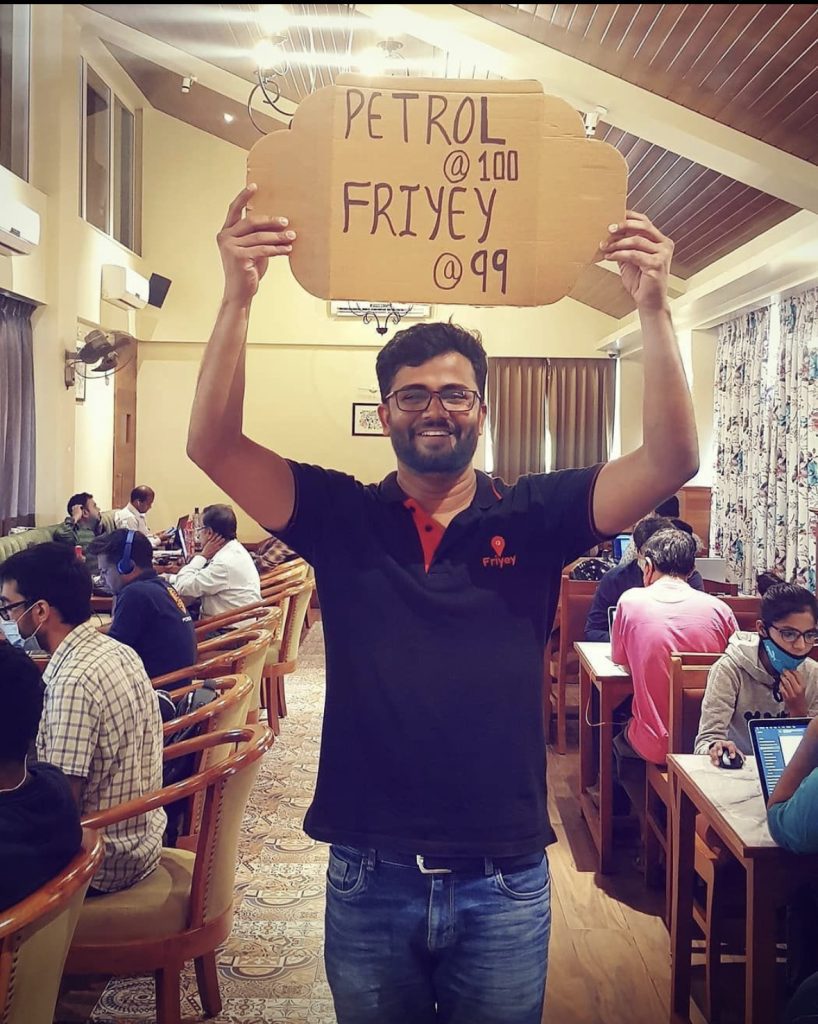 PETROL
@ 100
FRIYEY
@ 99
Friyey